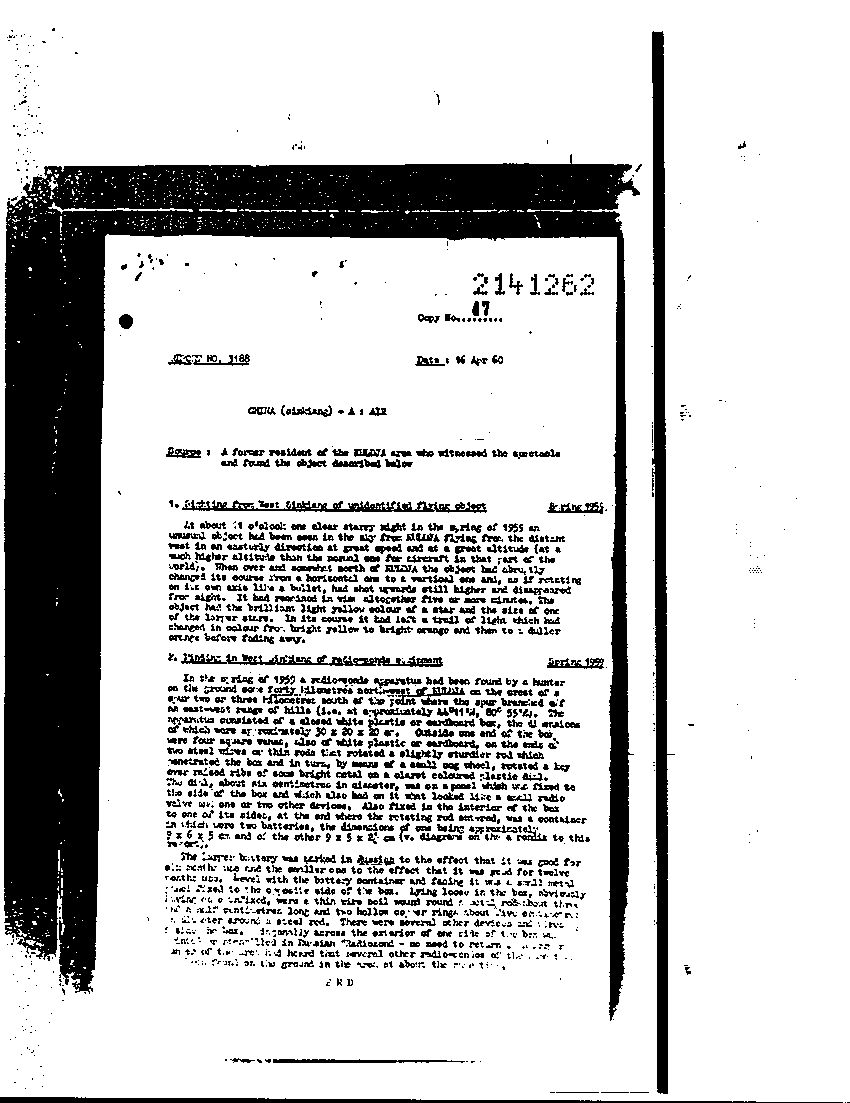 2141262
47
Copy No..........
REPORT NO. 3188
Date : 16 Apr 60
CHINA (Sinkiang) - A : AIR
Source : A former resident of the KULDJA area who witnessed the spectacle
and found the object described below
1. Sighting from West Sinkiang of unidentified flying object Spring 1955.
At about 11 o'clock one clear starry night in the spring of 1955 an
unusual object had been seen in the sky from KULDJA flying from the distant
west in an easterly direction at great speed and at a great altitude (at a
much higher altitude than the normal one for aircraft in that part of the
world). When over and somewhat north of KULDJA the object had abruptly
changed its course from a horizontal one to a vertical one and, as if rotating
on its own axis like a bullet, had shot upwards still higher and disappeared
from sight. It had remained in view altogether five or more minutes. The
object had the brilliant light yellow colour of a star and the size of one
of the larger stars. In its course it had left a trail of light which had
changed in colour from bright yellow to bright orange and then to a duller
orange before fading away.
2. Finding in West Sinkiang of radio-sonde equipment Spring 1959
In the spring of 1959 a radio-sonde apparatus had been found by a hunter
on the ground some forty kilometres north-west of KULDJA on the crest of a
spur two or three kilometres south of the point where the spur branched off
an east-west range of hills (i.e. at approximately 80° 55'E). The
apparatus consisted of a closed white plastic or cardboard box, the dimensions
of which were approximately 30 x 20 x 20 cm. Outside one end of the box
were four square vanes, also of white plastic or cardboard, on the ends of
two steel wires or thin rods that rotated a slightly sturdier rod which
penetrated the box and in turn, by means of a small cog wheel, rotated a key
over raised ribs of some bright metal on a claret coloured plastic dial.
The dial, about six centimetres in diameter, was on a panel which was fixed to
the side of the box and which also had on it what looked like a small radio
valve and one or two other devices. Also fixed in the interior of the box
to one of its sides, at the end where the rotating rod entered, was a container
in which were two batteries, the dimensions of one being approximately
9 x 6 x 5 cm and of the other 9 x 5 x cm (v. diagrams on the appendix to this
report).
The larger battery was marked in Russian to the effect that it was good for
six months use and the smaller one to the effect that it was good for twelve
months use. Level with the battery container and facing it was a small metal
panel fixed to the opposite side of the box. Lying loose in the box, obviously
having come unfixed, were a thin wire coil wound round a metal rod about three
and a half centimetres long and two hollow copper rings about five centimetres
in diameter around a steel red. There were several other devices and wires
inside the box. Diagonally across the exterior of one side of the box was
stencilled in Russian "Radiozond - no need to return
of the area had heard that several other radio-sondes of the same
been found on the ground in the area at about the same time.
E N D